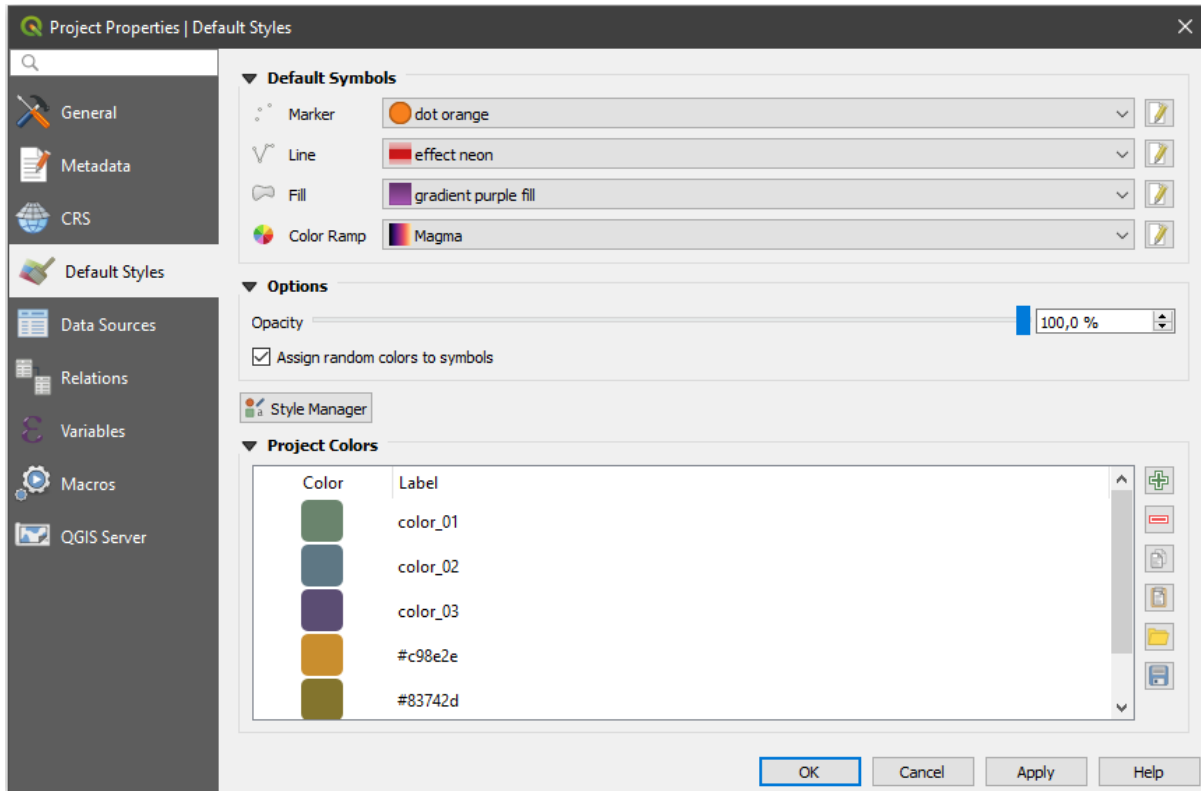 Project Properties | Default Styles
General
Metadata
CRS
Default Styles
Data Sources
Relations
Variables
Macros
QGIS Server
Default Symbols
Marker dot orange
Line effect neon
Fill gradient purple fill
Color Ramp Magma
Options
Opacity 100,0 %
Assign random colors to symbols
Style Manager
Project Colors
Color Label
color_01
color_02
color_03
#c98e2e
#83742d
OK Cancel Apply Help